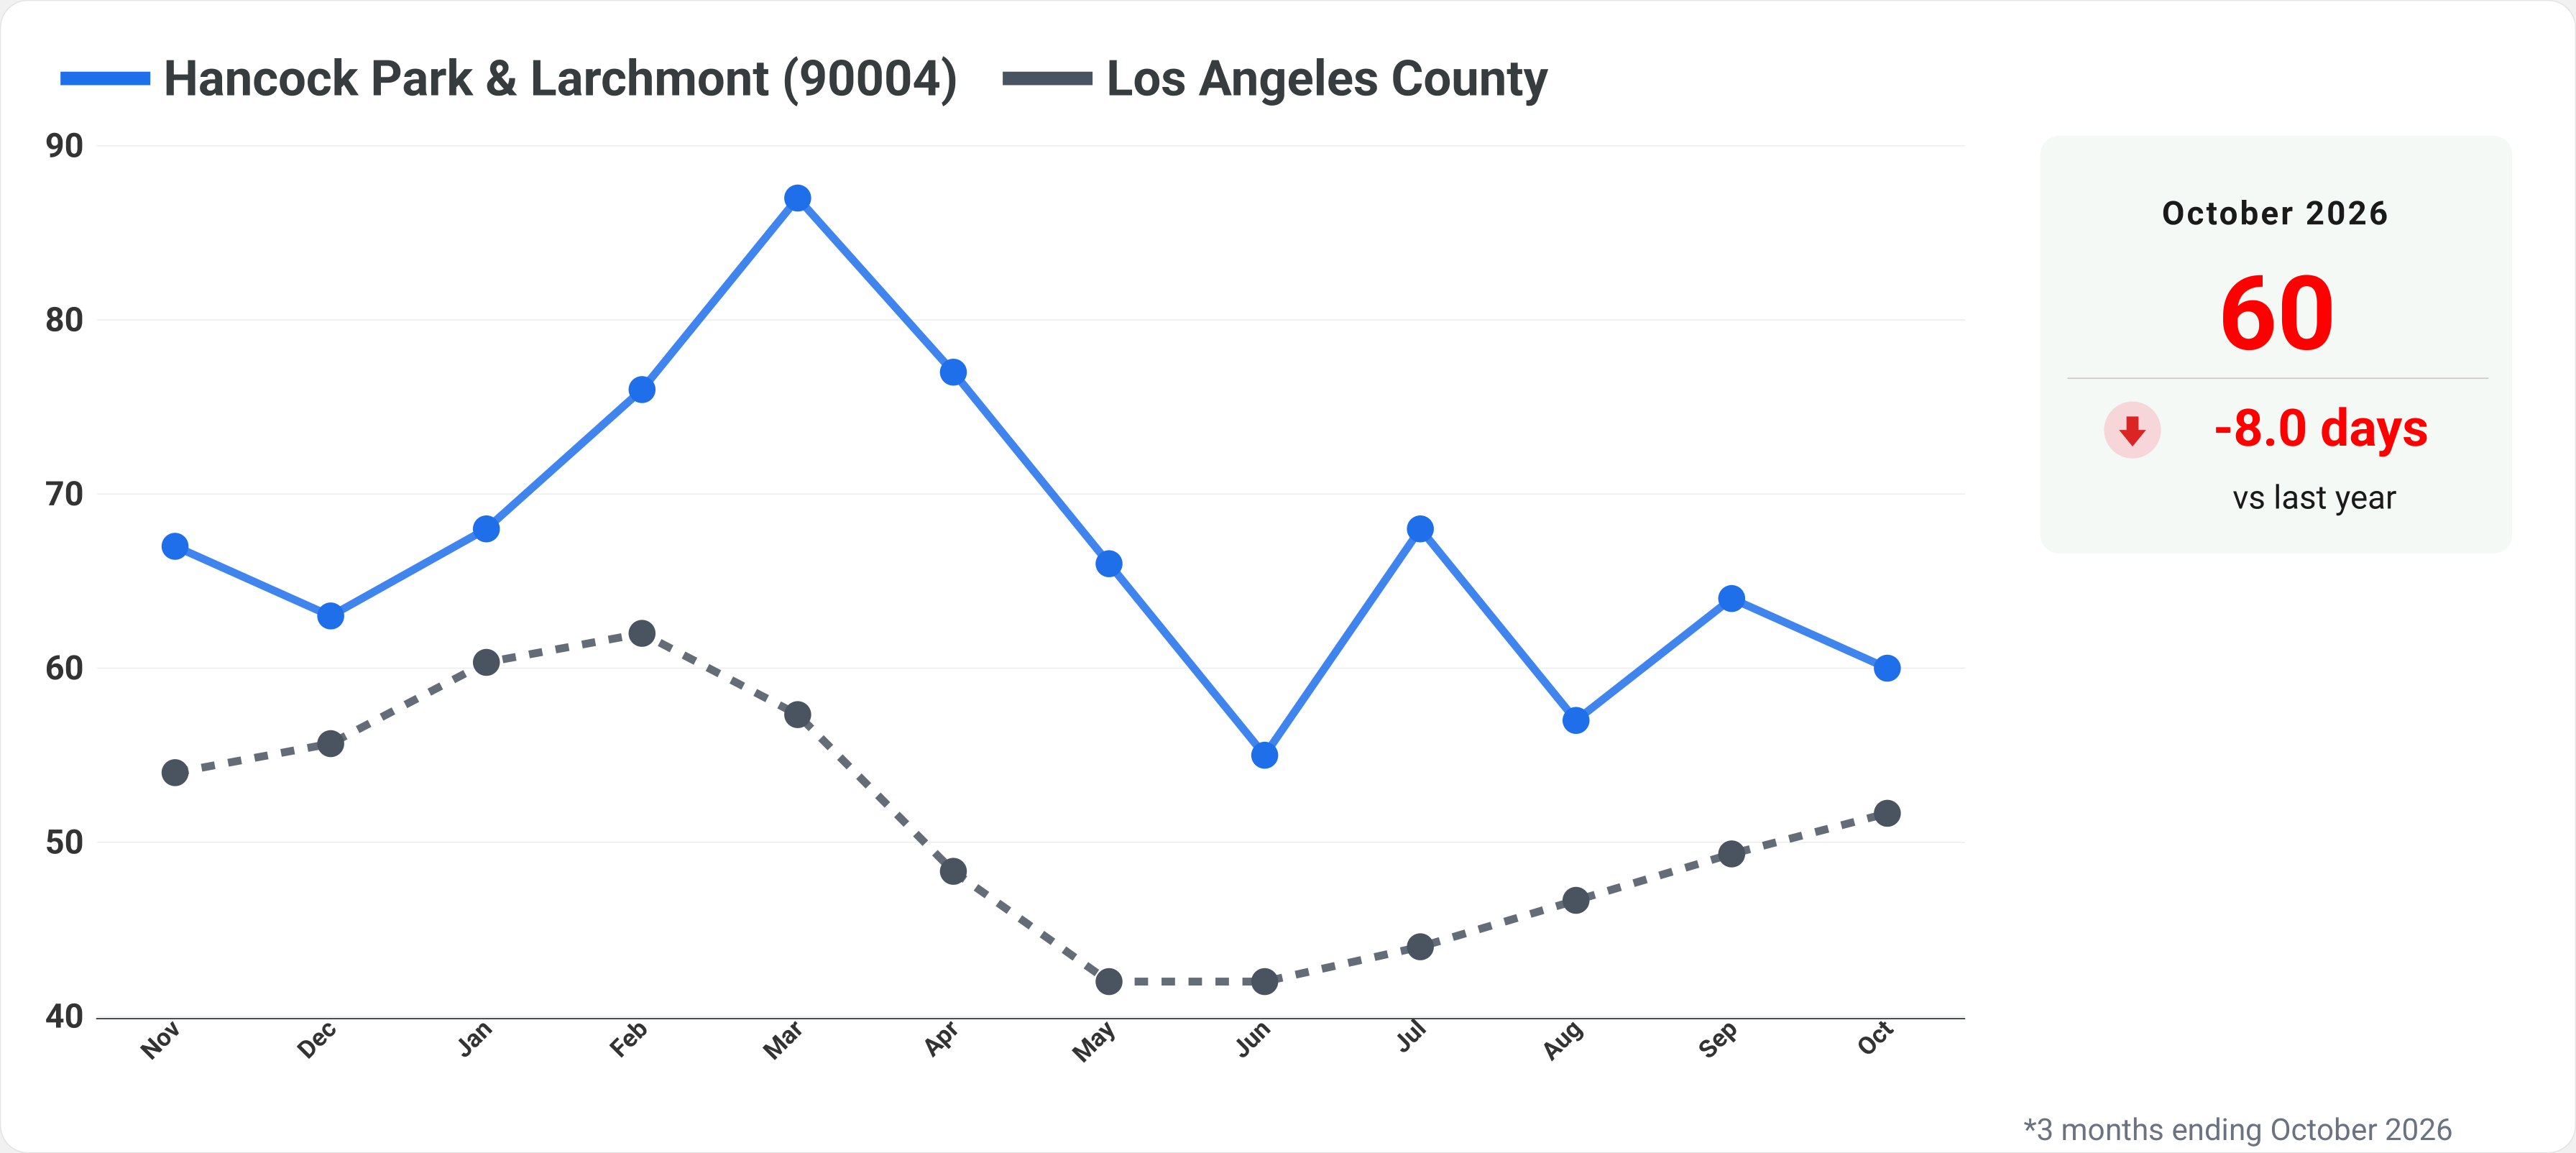 Hancock Park & Larchmont (90004) Los Angeles County
90
80
70
60
50
40
Nov Dec Jan Feb Mar Apr May Jun Jul Aug Sep Oct
October 2026
60
-8.0 days
vs last year
*3 months ending October 2026